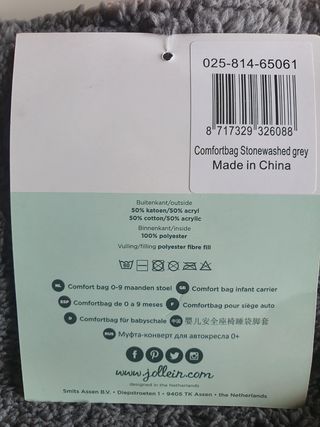 025-814-65061
8 717329 326088
Comfortbag Stonewashed grey
Made in China
Buitenkant/outside
50% katoen/50% acryl
50% cotton/50% acrylic
Binnenkant/inside
100% polyester
Vulling/filling polyester fibre fill
NL Comfort bag 0-9 maanden stoel GB Comfort bag infant carrier
ESP Comfortbag de 0 a 9 meses F Comfortbag pour siège auto
D Comfortbag für babyschale 婴儿安全座椅睡袋脚套
RUS Муфта-конверт для автокресла 0+
www.jollein.com
designed in the Netherlands
Smits Assen B.V. • Diepstroeten 1 • 9405 TK Assen • the Netherlands